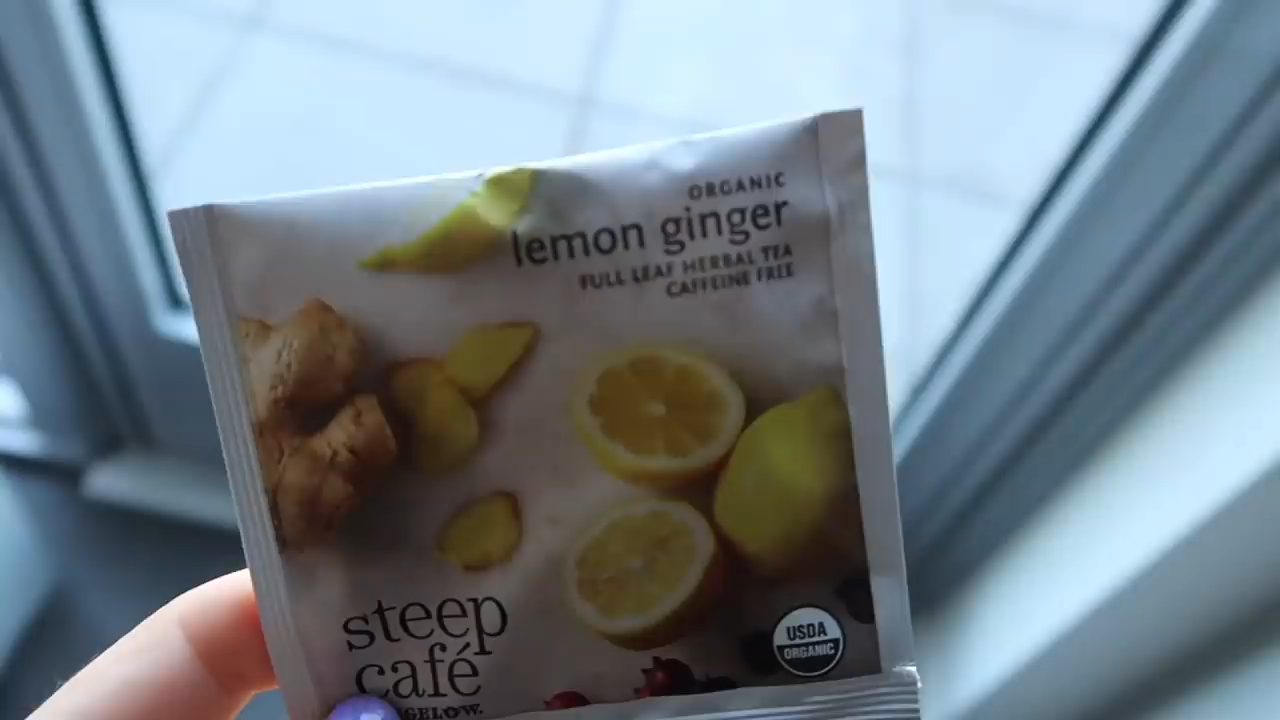 ORGANIC
lemon ginger
FULL LEAF HERBAL TEA
CAFFEINE FREE
steep
café
USDA
ORGANIC